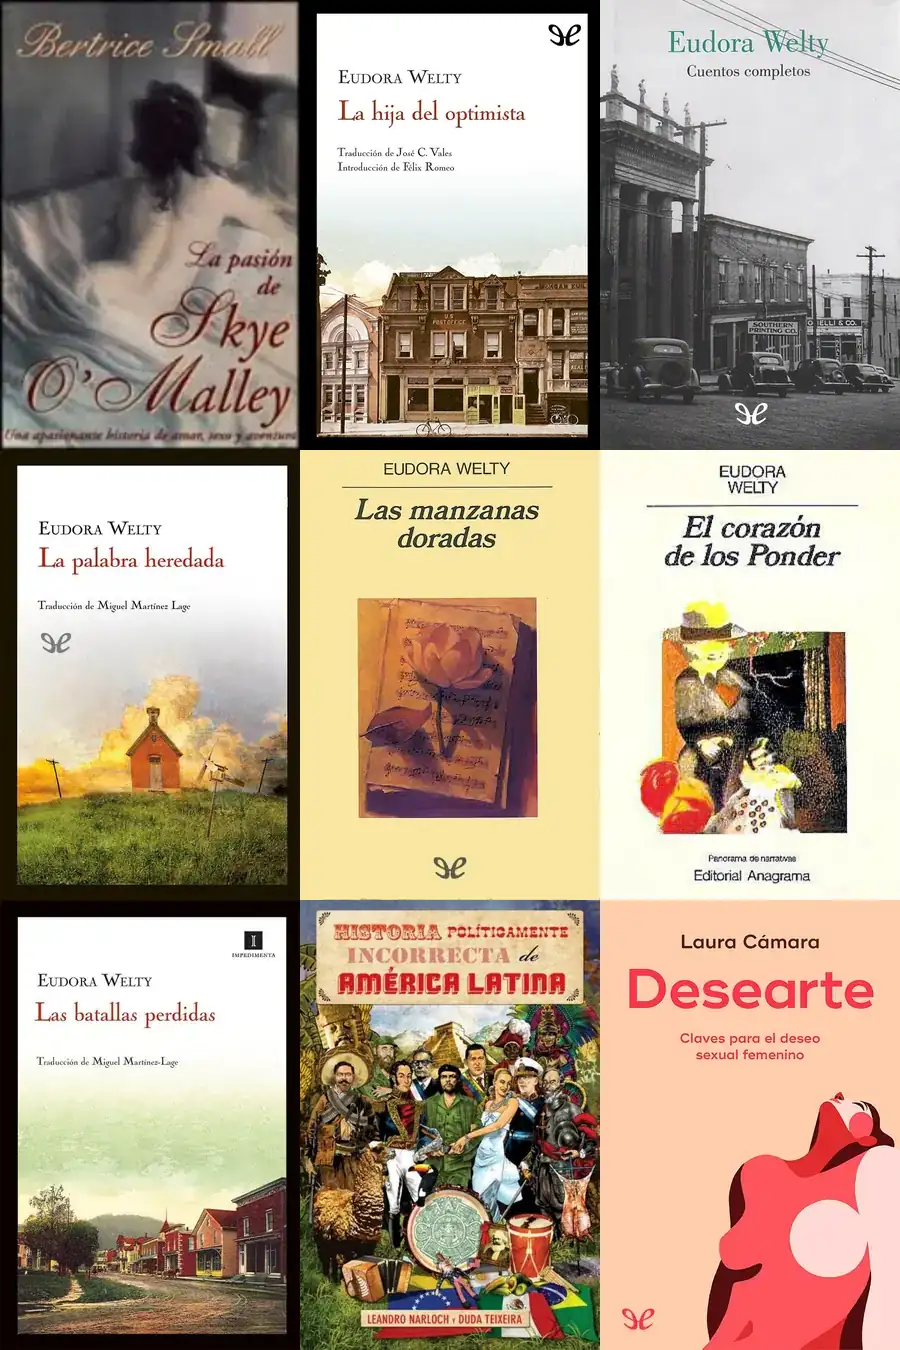 Bertrice Small
La pasión
de
Skye
O'Malley
Una apasionante historia de amor, sexo y aventura
EUDORA WELTY
La hija del optimista
Traducción de José C. Vales
Introducción de Félix Romeo
U.S.
POST OFFICE
Eudora Welty
Cuentos completos
SOUTHERN
PRINTING CO.
EUDORA WELTY
La palabra heredada
Traducción de Miguel Martínez Lage
EUDORA WELTY
Las manzanas
doradas
EUDORA
WELTY
El corazón
de los Ponder
Panorama de narrativas
Editorial Anagrama
I
IMPEDIMENTA
EUDORA WELTY
Las batallas perdidas
Traducción de Miguel Martínez-Lage
HISTORIA POLÍTICAMENTE
INCORRECTA de
AMÉRICA LATINA
LEANDRO NARLOCH Y DUDA TEIXEIRA
Laura Cámara
Desearte
Claves para el deseo
sexual femenino